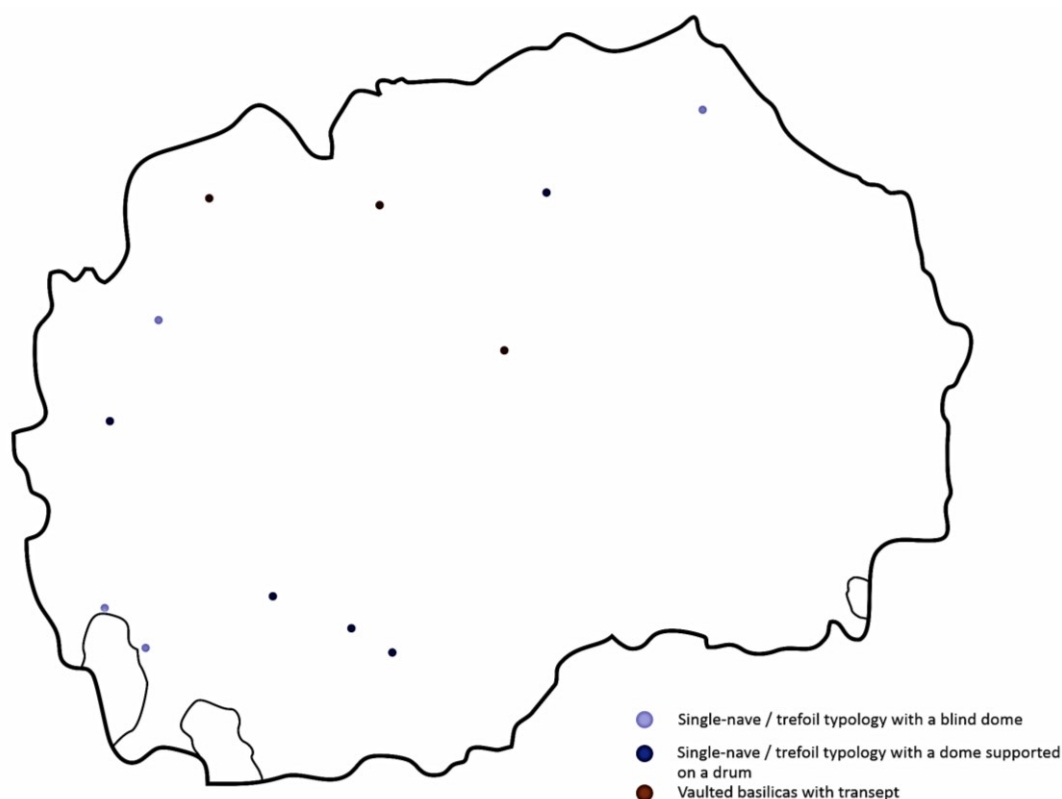 Single-nave / trefoil typology with a blind dome
Single-nave / trefoil typology with a dome supported
on a drum
Vaulted basilicas with transept